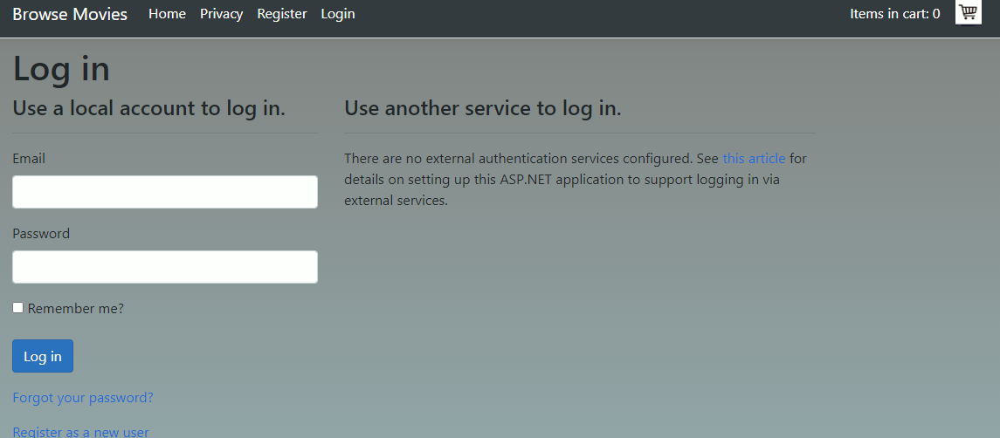 Browse Movies Home Privacy Register Login Items in cart: 0
Log in
Use a local account to log in.
Email
Password
Remember me?
Log in
Forgot your password?
Register as a new user
Use another service to log in.
There are no external authentication services configured. See this article for
details on setting up this ASP.NET application to support logging in via
external services.